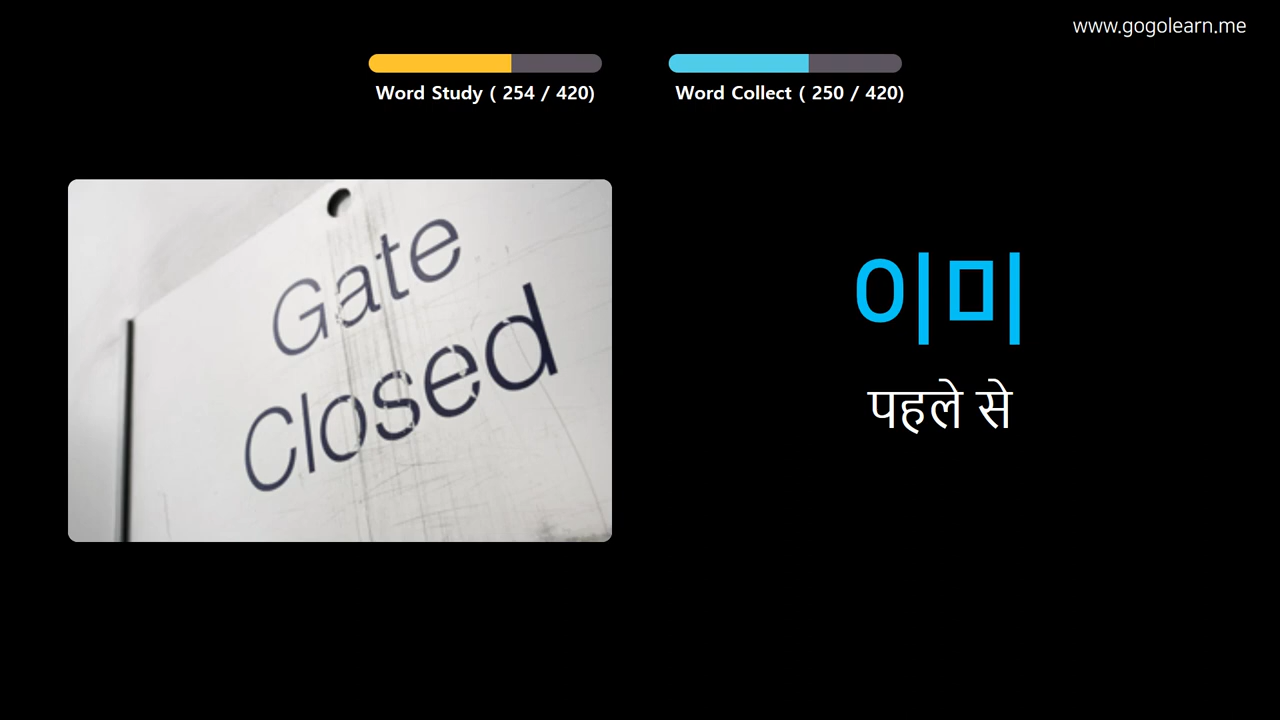 www.gogolearn.me
Word Study ( 254 / 420)
Word Collect ( 250 / 420)
Gate
Closed
이미
पहले से